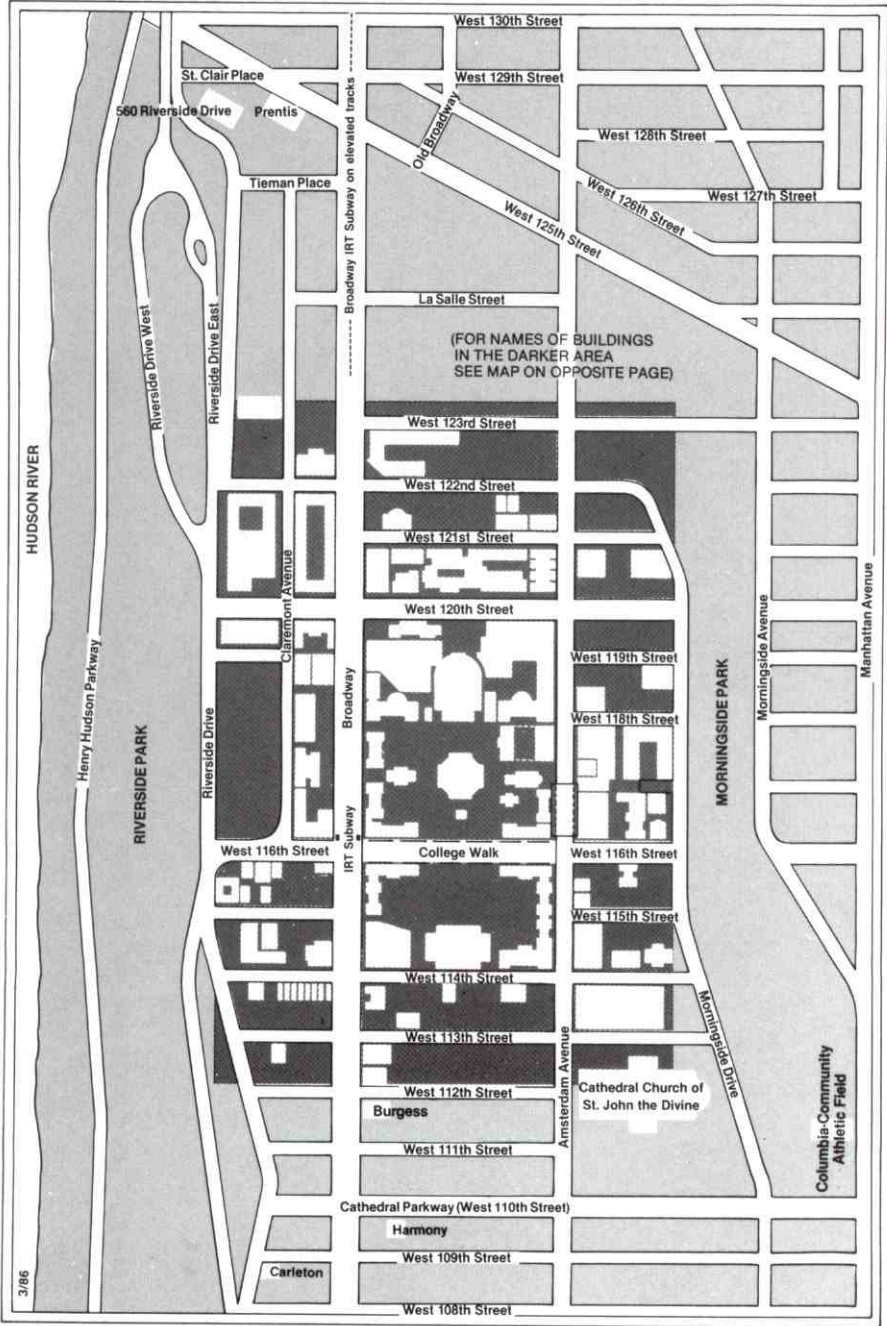 West 130th Street
St. Clair Place
West 129th Street
560 Riverside Drive
Prentis
Broadway IRT Subway on elevated tracks
Old Broadway
West 128th Street
Tieman Place
West 125th Street
West 126th Street
West 127th Street
La Salle Street
(FOR NAMES OF BUILDINGS
IN THE DARKER AREA
SEE MAP ON OPPOSITE PAGE)
HUDSON RIVER
Henry Hudson Parkway
RIVERSIDE PARK
Riverside Drive West
Riverside Drive East
West 123rd Street
West 122nd Street
West 121st Street
Claremont Avenue
West 120th Street
Riverside Drive
Broadway
West 119th Street
West 118th Street
MORNINGSIDE PARK
Morningside Avenue
Manhattan Avenue
West 116th Street
IRT Subway
College Walk
West 116th Street
West 115th Street
West 114th Street
West 113th Street
Morningside Drive
West 112th Street
Amsterdam Avenue
Cathedral Church of
St. John the Divine
Burgess
West 111th Street
Columbia-Community
Athletic Field
Cathedral Parkway (West 110th Street)
Harmony
West 109th Street
Carleton
West 108th Street
3/86